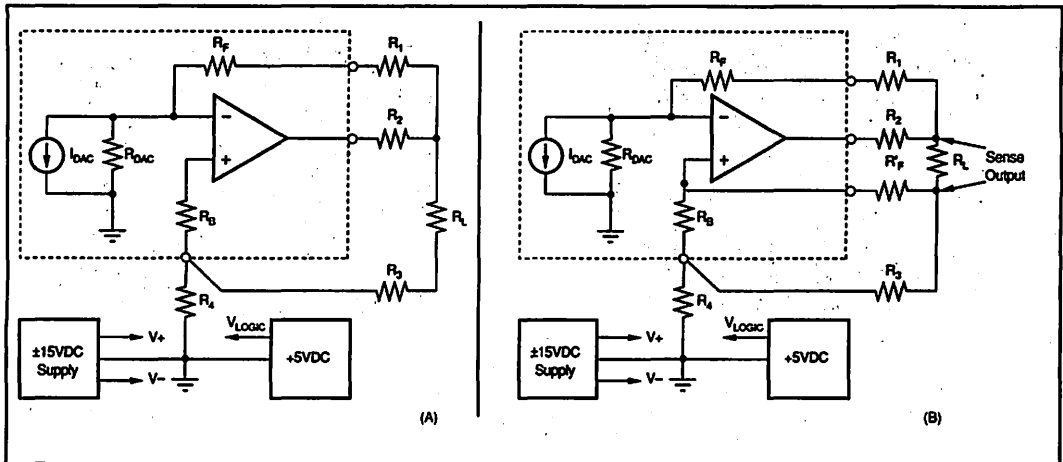 R_F
R_1
R_2
I_DAC
R_DAC
−
+
R_B
R_L
R_3
R_4
V_LOGIC
±15VDC
Supply
V+
V−
+5VDC
(A)
R_F
R_1
R_2
R'_F
R_L
Sense
Output
I_DAC
R_DAC
−
+
R_B
R_3
R_4
V_LOGIC
±15VDC
Supply
V+
V−
+5VDC
(B)